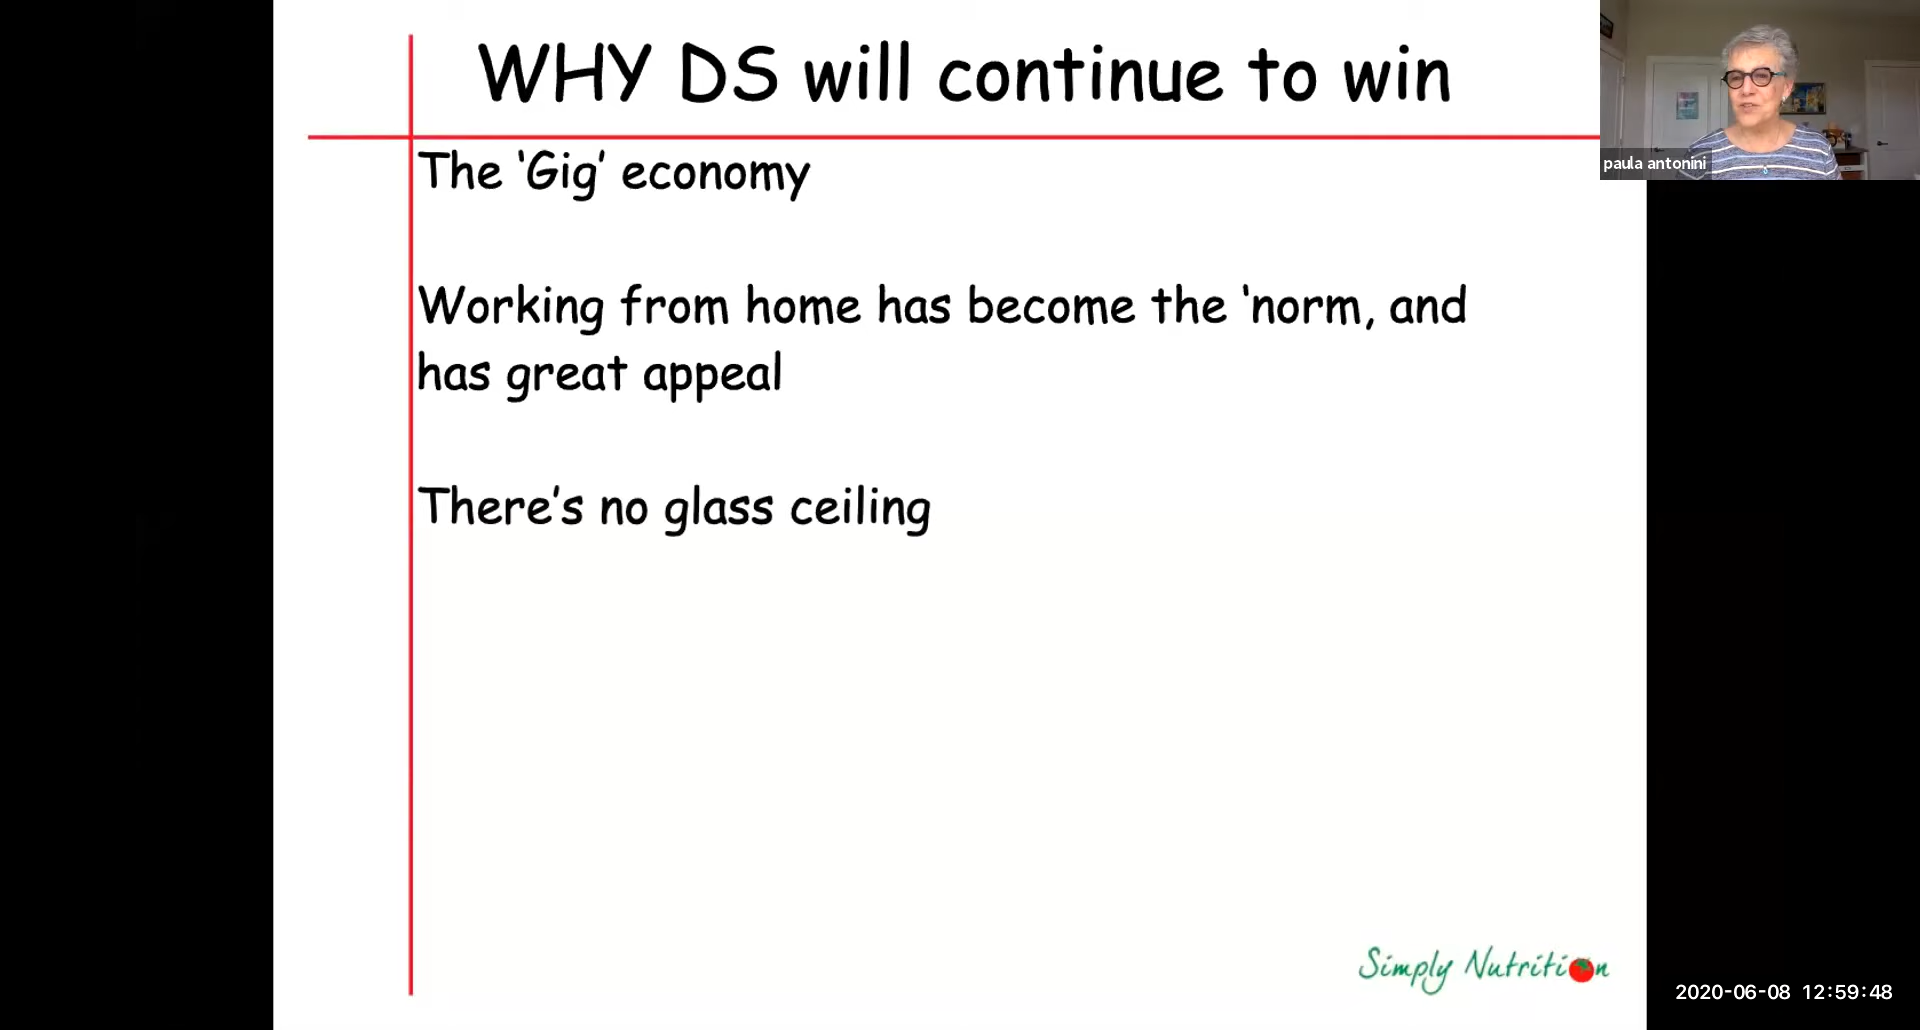 WHY DS will continue to win
paula antonini
The ‘Gig’ economy
Working from home has become the ‘norm, and
has great appeal
There’s no glass ceiling
Simply Nutrition
2020-06-08 12:59:48